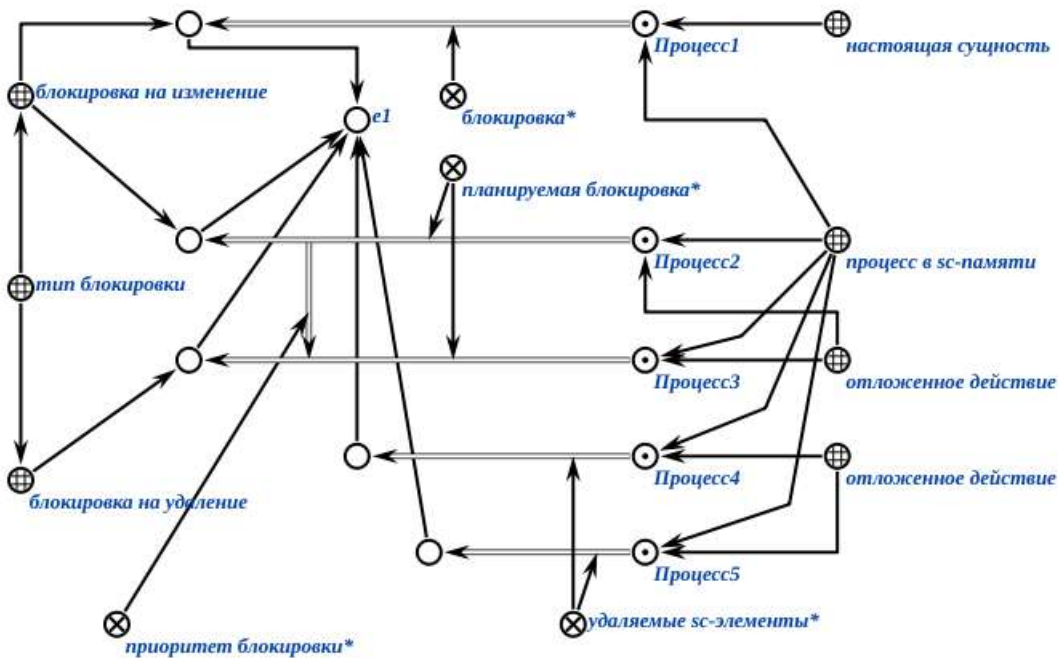 Процесс1
настоящая сущность
блокировка на изменение
блокировка*
e1
планируемая блокировка*
Процесс2
процесс в sc-памяти
тип блокировки
Процесс3
отложенное действие
Процесс4
отложенное действие
блокировка на удаление
Процесс5
удаляемые sc-элементы*
приоритет блокировки*